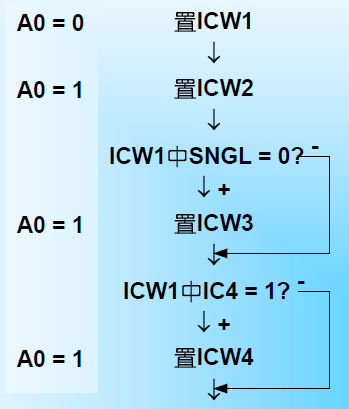 A0 = 0 置ICW1
↓
A0 = 1 置ICW2
↓
ICW1中SNGL = 0? -
↓ +
A0 = 1 置ICW3
↓
ICW1中IC4 = 1? -
↓ +
A0 = 1 置ICW4
↓